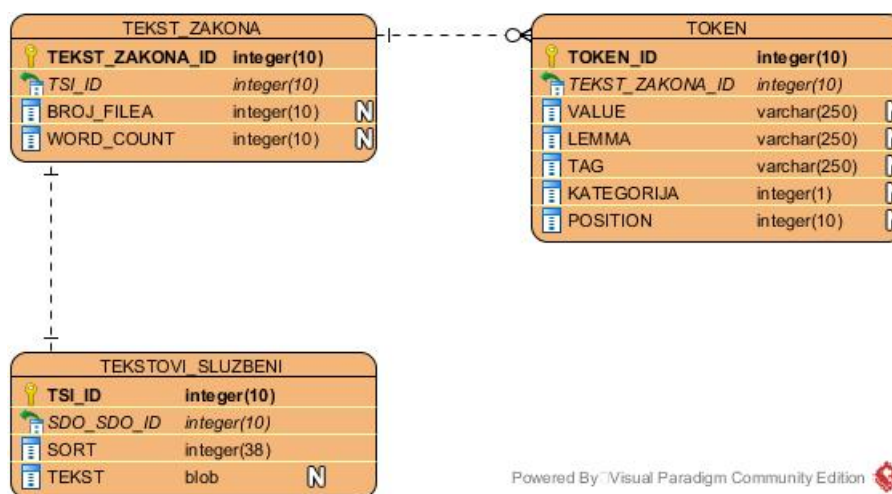 TEKST_ZAKONA
TEKST_ZAKONA_ID integer(10)
TSI_ID integer(10)
BROJ_FILEA integer(10) N
WORD_COUNT integer(10) N
TOKEN
TOKEN_ID integer(10)
TEKST_ZAKONA_ID integer(10)
VALUE varchar(250)
LEMMA varchar(250)
TAG varchar(250)
KATEGORIJA integer(1)
POSITION integer(10)
TEKSTOVI_SLUZBENI
TSI_ID integer(10)
SDO_SDO_ID integer(10)
SORT integer(38)
TEKST blob N
Powered By Visual Paradigm Community Edition